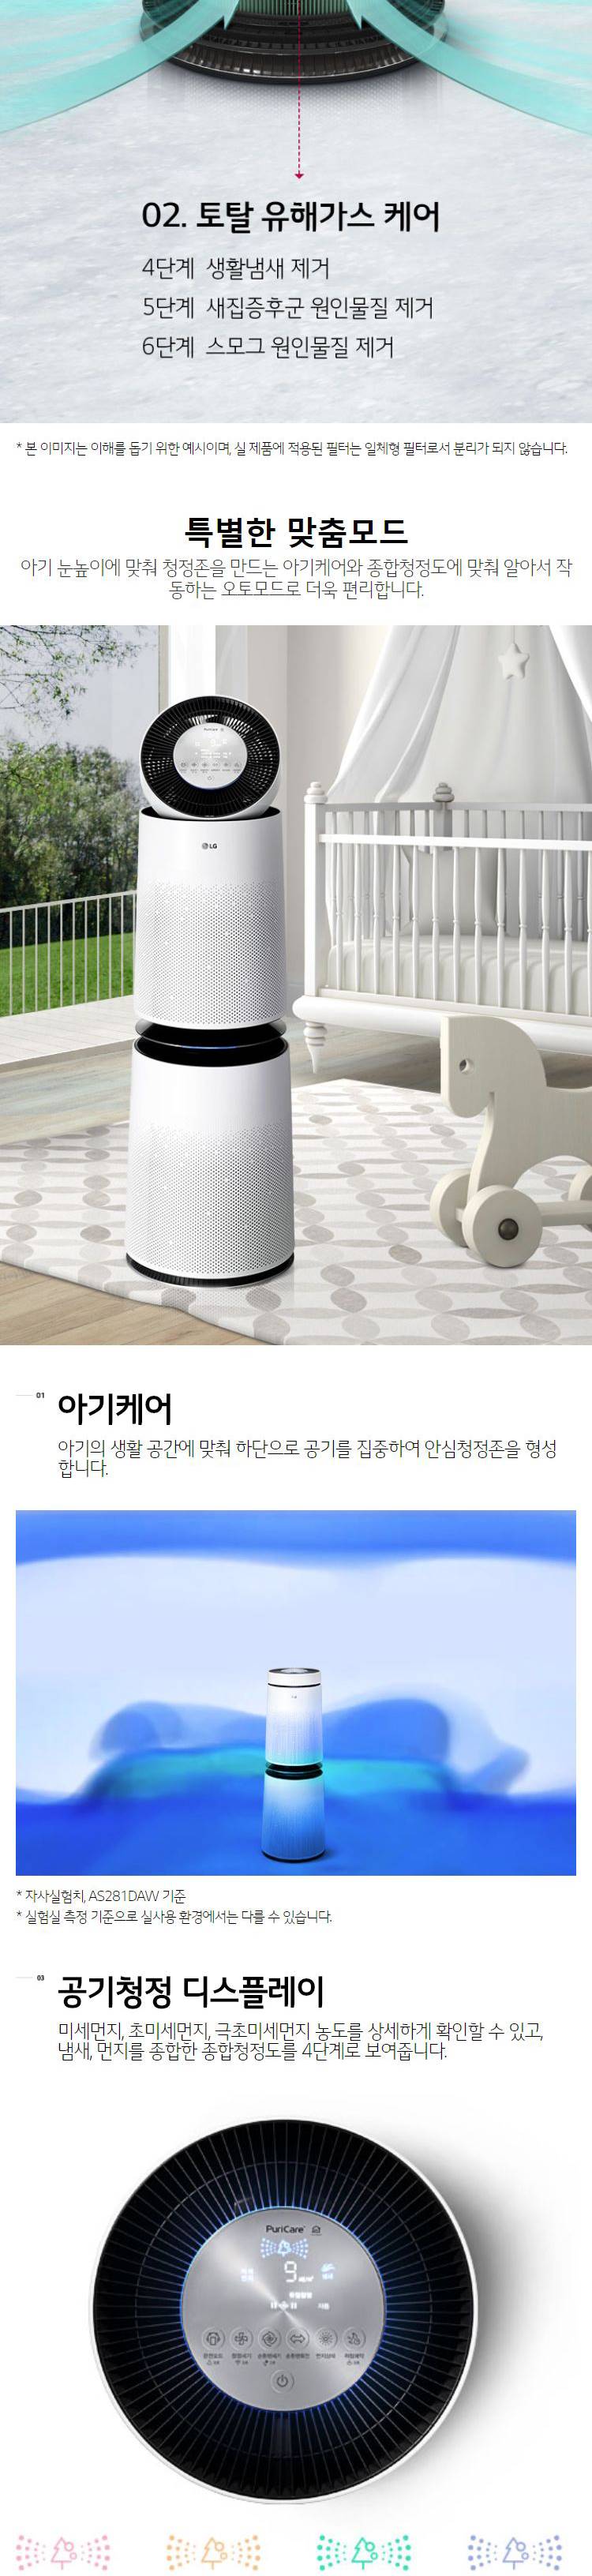 02. 토탈 유해가스 케어
4단계 생활냄새 제거
5단계 새집증후군 원인물질 제거
6단계 스모그 원인물질 제거
* 본 이미지는 이해를 돕기 위한 예시이며, 실 제품에 적용된 필터는 일체형 필터로서 분리가 되지 않습니다.
특별한 맞춤모드
아기 눈높이에 맞춰 청정존을 만드는 아기케어와 종합청정도에 맞춰 알아서 작
동하는 오토모드로 더욱 편리합니다.
PuriCare
LG
01 아기케어
아기의 생활 공간에 맞춰 하단으로 공기를 집중하여 안심청정존을 형성
합니다.
* 자사실험치, AS281DAW 기준
* 실험실 측정 기준으로 실사용 환경에서는 다를 수 있습니다.
03 공기청정 디스플레이
미세먼지, 초미세먼지, 극초미세먼지 농도를 상세하게 확인할 수 있고,
냄새, 먼지를 종합한 종합청정도를 4단계로 보여줍니다.
PuriCare
9